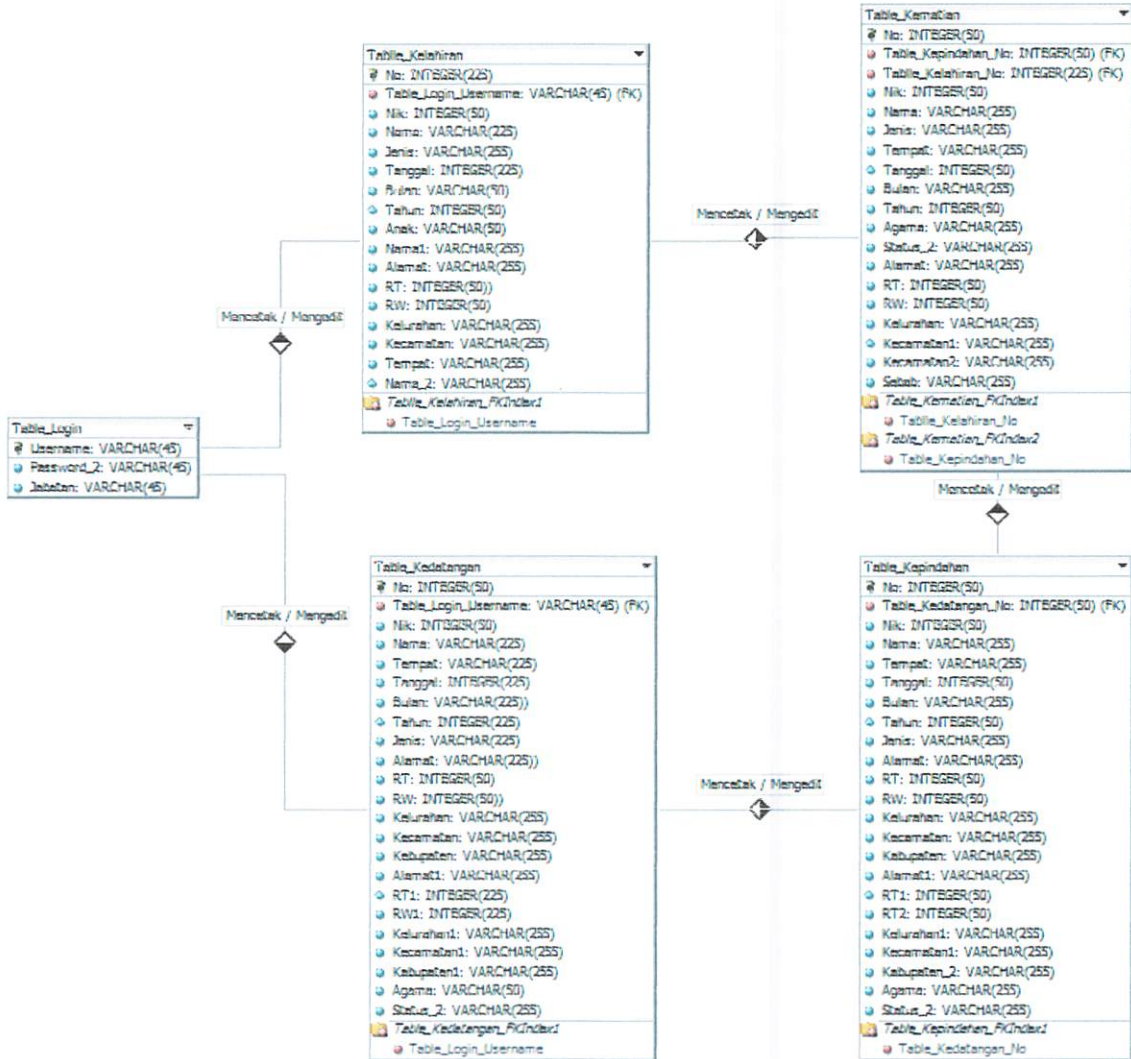 Table_Kelahiran
No: INTEGER(225)
Table_Login_Username: VARCHAR(45) (FK)
Nik: INTEGER(50)
Nama: VARCHAR(225)
Jenis: VARCHAR(255)
Tanggal: INTEGER(225)
Bulan: VARCHAR(50)
Tahun: INTEGER(50)
Anak: VARCHAR(50)
Nama1: VARCHAR(255)
Alamat: VARCHAR(255)
RT: INTEGER(50))
RW: INTEGER(50)
Kelurahan: VARCHAR(255)
Kecamatan: VARCHAR(255)
Tempat: VARCHAR(255)
Nama_2: VARCHAR(255)
Table_Kelahiran_FKIndex1
Table_Login_Username
Table_Kematian
No: INTEGER(50)
Table_Kepindahan_No: INTEGER(50) (FK)
Table_Kelahiran_No: INTEGER(225) (FK)
Nik: INTEGER(50)
Nama: VARCHAR(255)
Jenis: VARCHAR(255)
Tempat: VARCHAR(255)
Tanggal: INTEGER(50)
Bulan: VARCHAR(255)
Tahun: INTEGER(50)
Agama: VARCHAR(255)
Status_2: VARCHAR(255)
Alamat: VARCHAR(255)
RT: INTEGER(50)
RW: INTEGER(50)
Kelurahan: VARCHAR(255)
Kecamatan1: VARCHAR(255)
Kecamatan2: VARCHAR(255)
Sebab: VARCHAR(255)
Table_Kematian_FKIndex1
Table_Kelahiran_No
Table_Kematian_FKIndex2
Table_Kepindahan_No
Mencetak / Mengedit
Mencetak / Mengedit
Table_Login
Username: VARCHAR(45)
Password_2: VARCHAR(45)
Jabatan: VARCHAR(45)
Mencetak / Mengedit
Mencetak / Mengedit
Table_Kedatangan
No: INTEGER(50)
Table_Login_Username: VARCHAR(45) (FK)
Nik: INTEGER(50)
Nama: VARCHAR(225)
Tempat: VARCHAR(225)
Tanggal: INTEGER(225)
Bulan: VARCHAR(225))
Tahun: INTEGER(225)
Jenis: VARCHAR(225)
Alamat: VARCHAR(225))
RT: INTEGER(50)
RW: INTEGER(50))
Kelurahan: VARCHAR(255)
Kecamatan: VARCHAR(255)
Kabupaten: VARCHAR(255)
Alamat1: VARCHAR(255)
RT1: INTEGER(225)
RW1: INTEGER(225)
Kelurahan1: VARCHAR(255)
Kecamatan1: VARCHAR(255)
Kabupaten1: VARCHAR(255)
Agama: VARCHAR(50)
Status_2: VARCHAR(255)
Table_Kedatangan_FKIndex1
Table_Login_Username
Mencetak / Mengedit
Table_Kepindahan
No: INTEGER(50)
Table_Kedatangan_No: INTEGER(50) (FK)
Nik: INTEGER(50)
Nama: VARCHAR(255)
Tempat: VARCHAR(255)
Tanggal: INTEGER(50)
Bulan: VARCHAR(255)
Tahun: INTEGER(50)
Jenis: VARCHAR(255)
Alamat: VARCHAR(255)
RT: INTEGER(50)
RW: INTEGER(50)
Kelurahan: VARCHAR(255)
Kecamatan: VARCHAR(255)
Kabupaten: VARCHAR(255)
Alamat1: VARCHAR(255)
RT1: INTEGER(50)
RT2: INTEGER(50)
Kelurahan1: VARCHAR(255)
Kecamatan1: VARCHAR(255)
Kabupaten_2: VARCHAR(255)
Agama: VARCHAR(255)
Status_2: VARCHAR(255)
Table_Kepindahan_FKIndex1
Table_Kedatangan_No